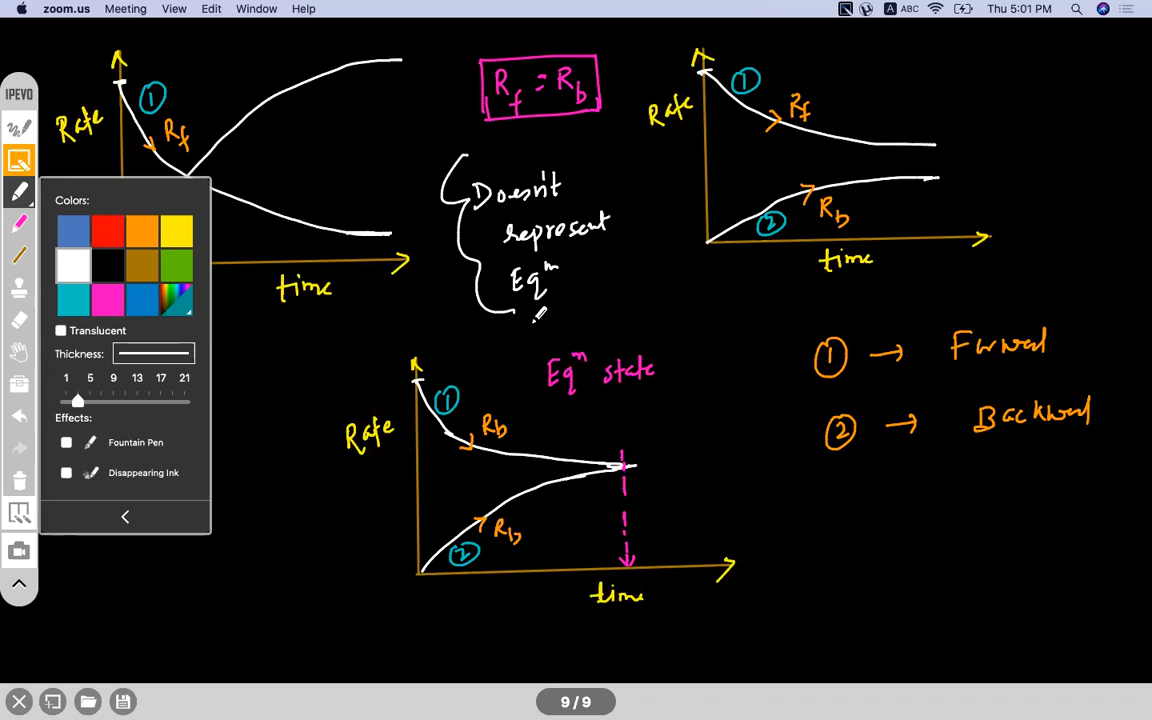 zoom.us Meeting View Edit Window Help
A ABC Thu 5:01 PM
IPEVO
Rate
1
Rf
time
Rf = Rb
Doesn't
represent
Eqm
Rate
1
Rf
2
Rb
time
Colors:
Translucent
Thickness:
1 5 9 13 17 21
Effects:
Fountain Pen
Disappearing Ink
Eqm state
Rate
1
Rb
2
Rb
time
1 → Forward
2 → Backward
9 / 9